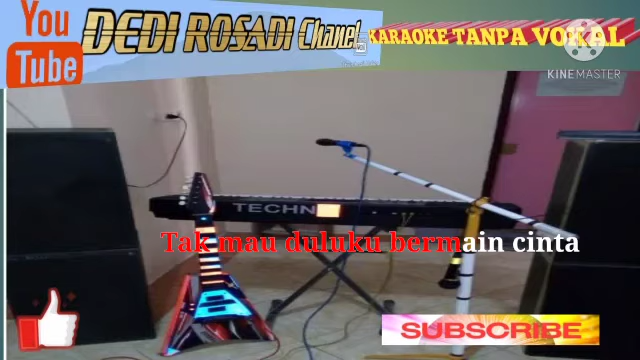 You
Tube
DEDI ROSADI Chanel
KARAOKE TANPA VOKAL
KINEMASTER
TECHN
Tak mau duluku bermain cinta
SUBSCRIBE